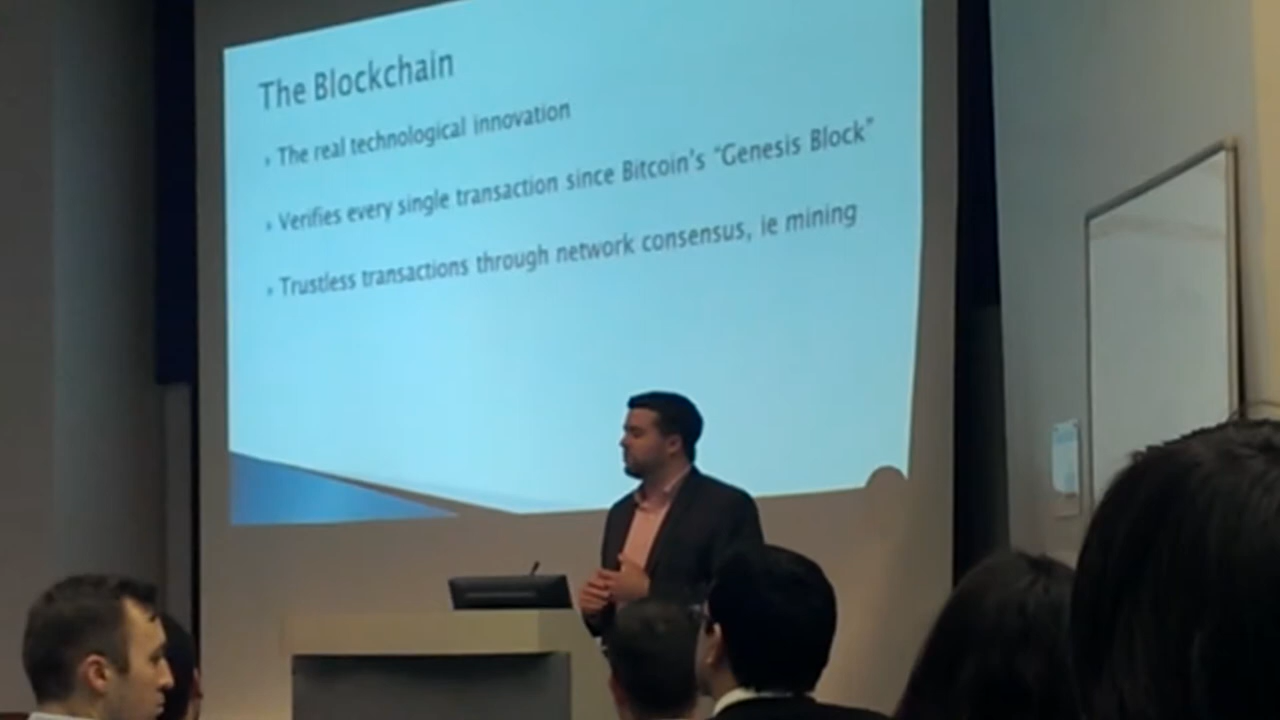 The Blockchain
The real technological innovation
Verifies every single transaction since Bitcoin's "Genesis Block"
Trustless transactions through network consensus, ie mining